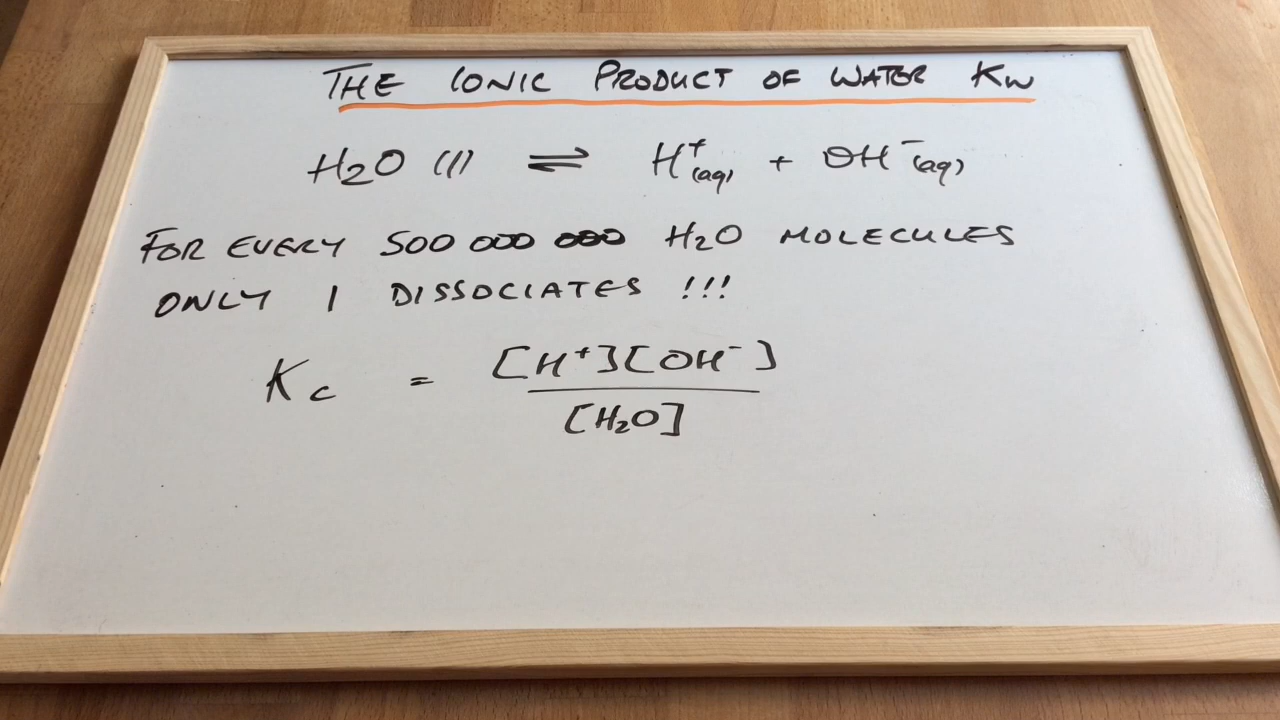 THE IONIC PRODUCT OF WATER Kw
H2O (l) ⇌ H+(aq) + OH-(aq)
FOR EVERY 500 000 000 H2O MOLECULES
ONLY 1 DISSOCIATES !!!
Kc = [H+][OH-]
[H2O]